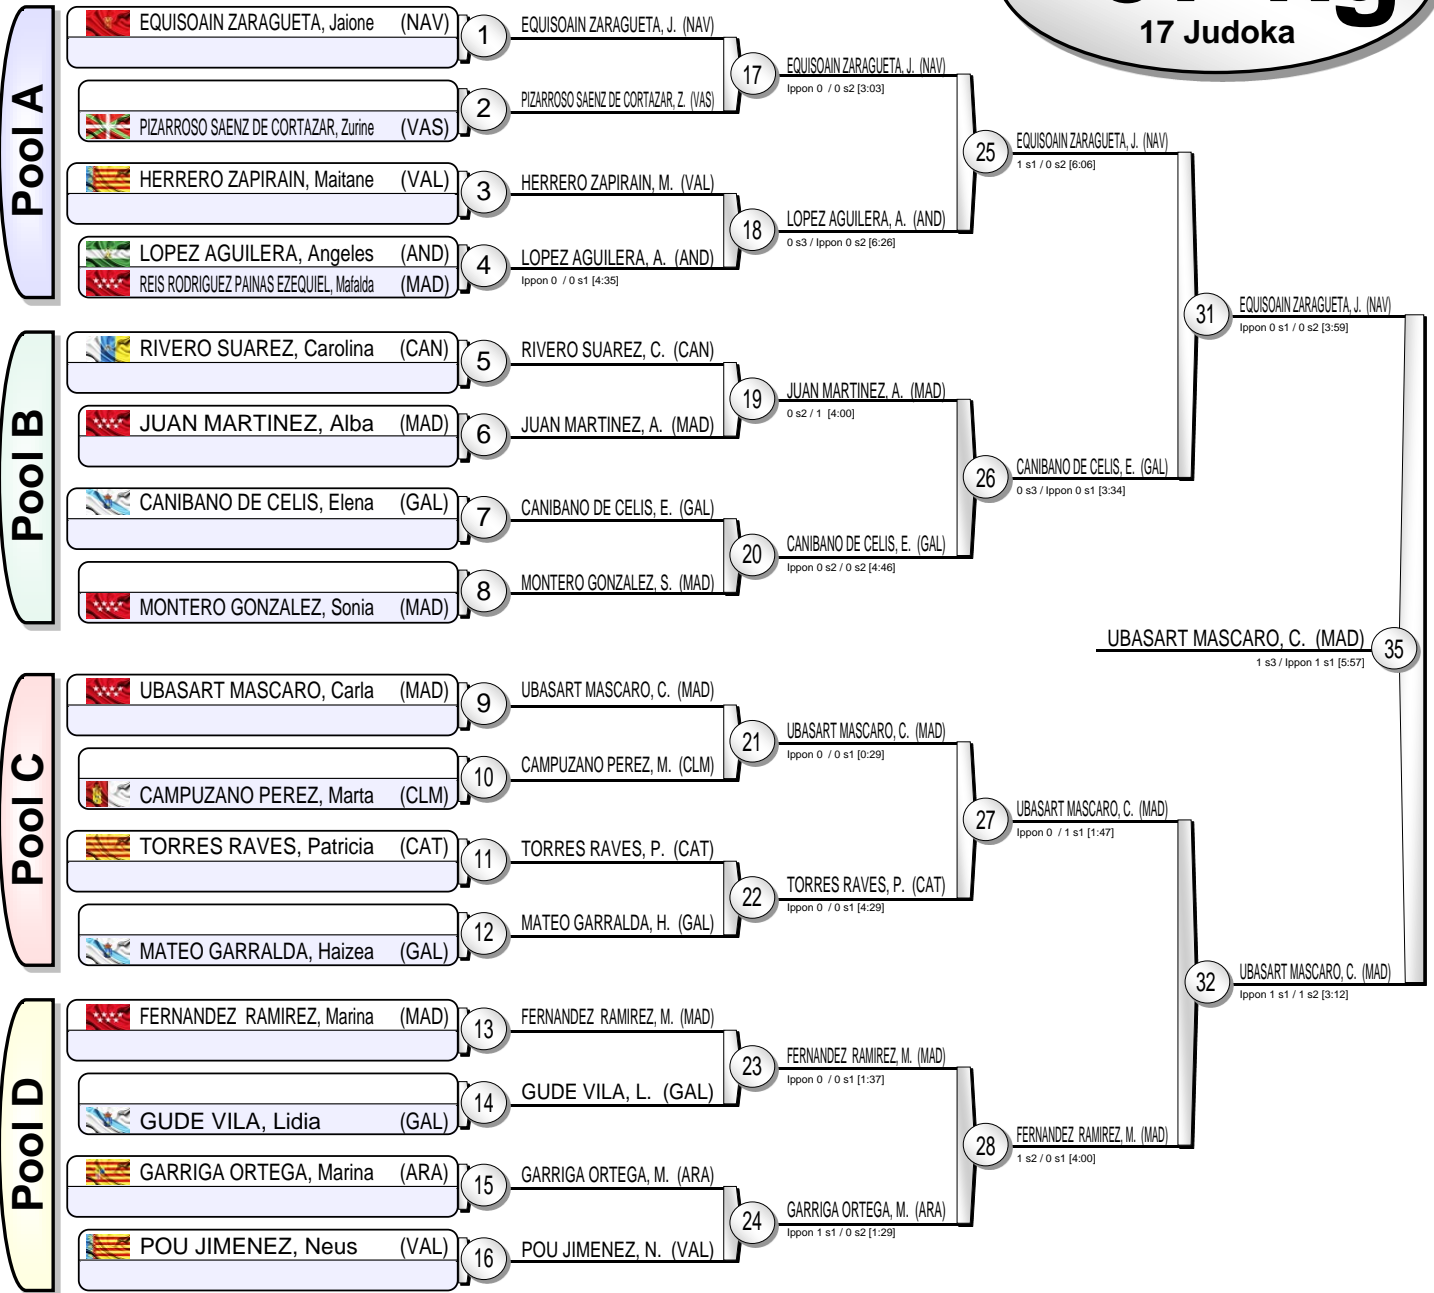 17 Judoka
Pool A
EQUISOAIN ZARAGUETA, Jaione (NAV)
1
PIZARROSO SAENZ DE CORTAZAR, Zurine (VAS)
2
HERRERO ZAPIRAIN, Maitane (VAL)
3
LOPEZ AGUILERA, Angeles (AND)
REIS RODRIGUEZ PAINAS EZEQUIEL, Mafalda (MAD)
4
Pool B
RIVERO SUAREZ, Carolina (CAN)
5
JUAN MARTINEZ, Alba (MAD)
6
CANIBANO DE CELIS, Elena (GAL)
7
MONTERO GONZALEZ, Sonia (MAD)
8
Pool C
UBASART MASCARO, Carla (MAD)
9
CAMPUZANO PEREZ, Marta (CLM)
10
TORRES RAVES, Patricia (CAT)
11
MATEO GARRALDA, Haizea (GAL)
12
Pool D
FERNANDEZ RAMIREZ, Marina (MAD)
13
GUDE VILA, Lidia (GAL)
14
GARRIGA ORTEGA, Marina (ARA)
15
POU JIMENEZ, Neus (VAL)
16
EQUISOAIN ZARAGUETA, J. (NAV)
PIZARROSO SAENZ DE CORTAZAR, Z. (VAS)
17
HERRERO ZAPIRAIN, M. (VAL)
LOPEZ AGUILERA, A. (AND)
Ippon 0 / 0 s1 [4:35]
18
RIVERO SUAREZ, C. (CAN)
JUAN MARTINEZ, A. (MAD)
19
CANIBANO DE CELIS, E. (GAL)
MONTERO GONZALEZ, S. (MAD)
20
UBASART MASCARO, C. (MAD)
CAMPUZANO PEREZ, M. (CLM)
21
TORRES RAVES, P. (CAT)
MATEO GARRALDA, H. (GAL)
22
FERNANDEZ RAMIREZ, M. (MAD)
GUDE VILA, L. (GAL)
23
GARRIGA ORTEGA, M. (ARA)
POU JIMENEZ, N. (VAL)
24
EQUISOAIN ZARAGUETA, J. (NAV)
Ippon 0 / 0 s2 [3:03]
LOPEZ AGUILERA, A. (AND)
0 s3 / Ippon 0 s2 [6:26]
25
JUAN MARTINEZ, A. (MAD)
0 s2 / 1 [4:00]
CANIBANO DE CELIS, E. (GAL)
Ippon 0 s2 / 0 s2 [4:46]
26
UBASART MASCARO, C. (MAD)
Ippon 0 / 0 s1 [0:29]
TORRES RAVES, P. (CAT)
Ippon 0 / 0 s1 [4:29]
27
FERNANDEZ RAMIREZ, M. (MAD)
Ippon 0 / 0 s1 [1:37]
GARRIGA ORTEGA, M. (ARA)
Ippon 1 s1 / 0 s2 [1:29]
28
EQUISOAIN ZARAGUETA, J. (NAV)
1 s1 / 0 s2 [6:06]
CANIBANO DE CELIS, E. (GAL)
0 s3 / Ippon 0 s1 [3:34]
31
UBASART MASCARO, C. (MAD)
Ippon 0 / 1 s1 [1:47]
FERNANDEZ RAMIREZ, M. (MAD)
1 s2 / 0 s1 [4:00]
32
EQUISOAIN ZARAGUETA, J. (NAV)
Ippon 0 s1 / 0 s2 [3:59]
UBASART MASCARO, C. (MAD)
Ippon 1 s1 / 1 s2 [3:12]
35
UBASART MASCARO, C. (MAD)
1 s3 / Ippon 1 s1 [5:57]